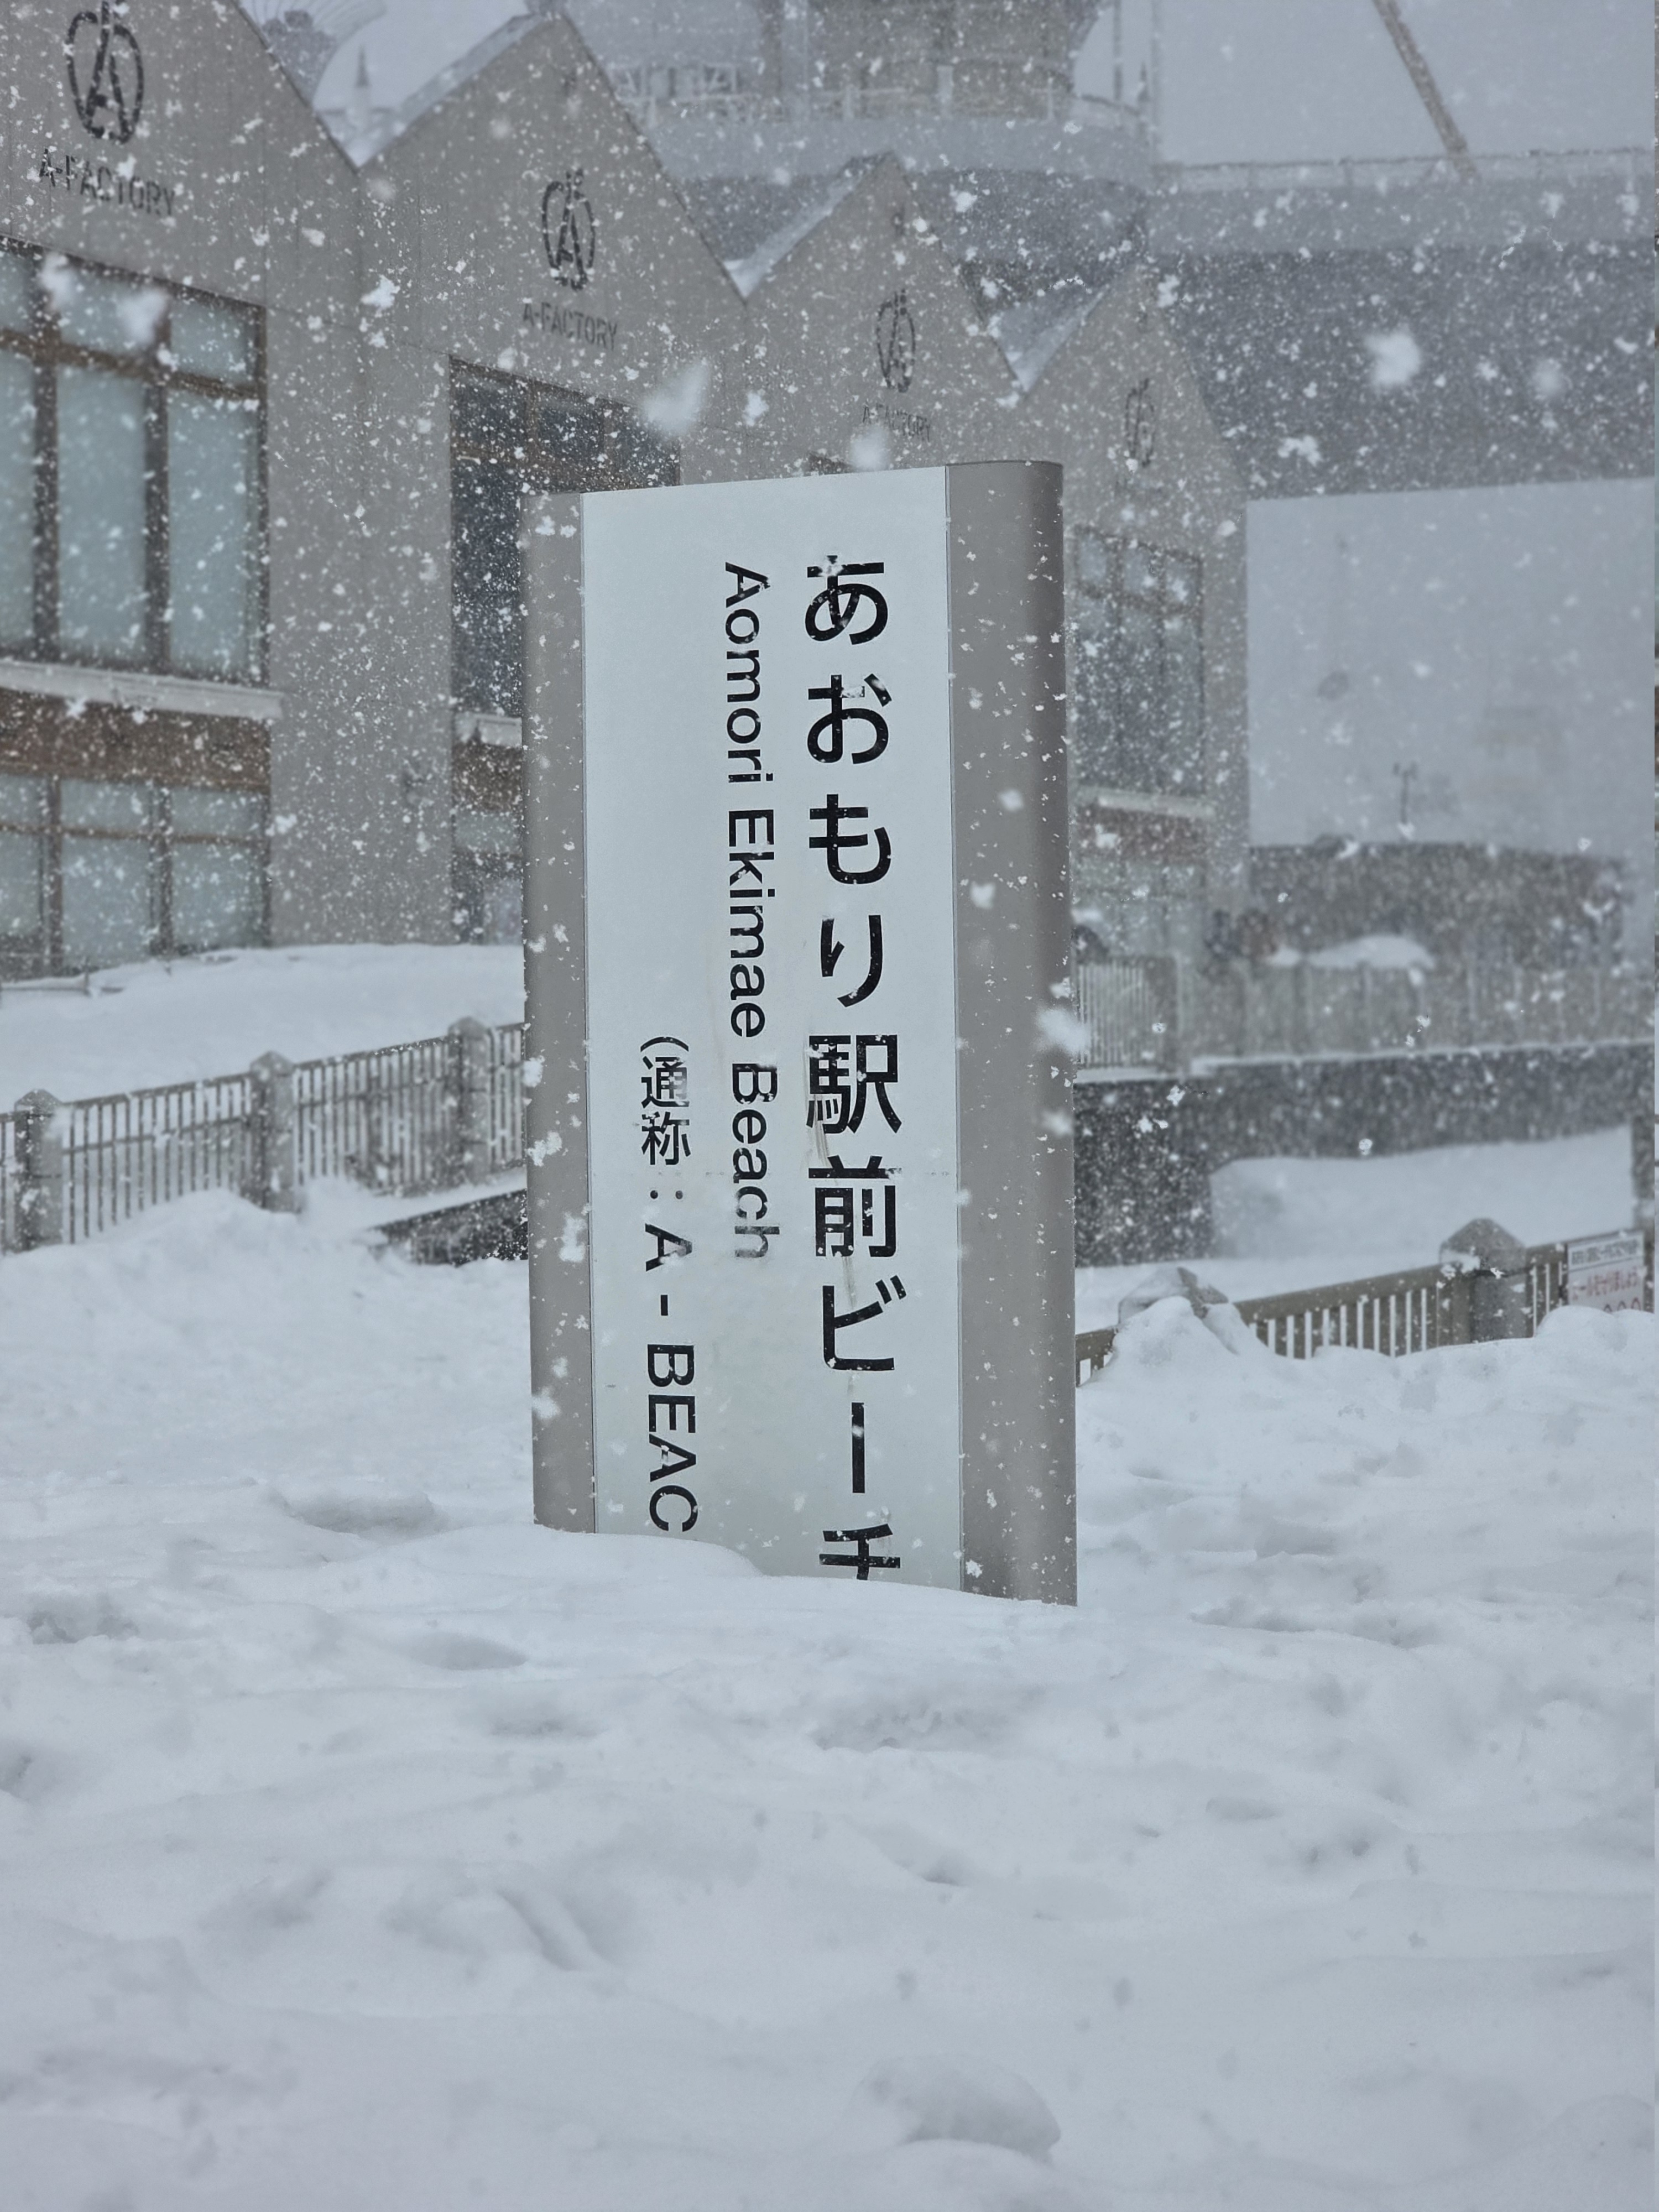 あおもり駅前ビーチ
Aomori Ekimae Beach
(通称：A-BEAC
A-FACTORY
A-FACTORY
A-FACTORY